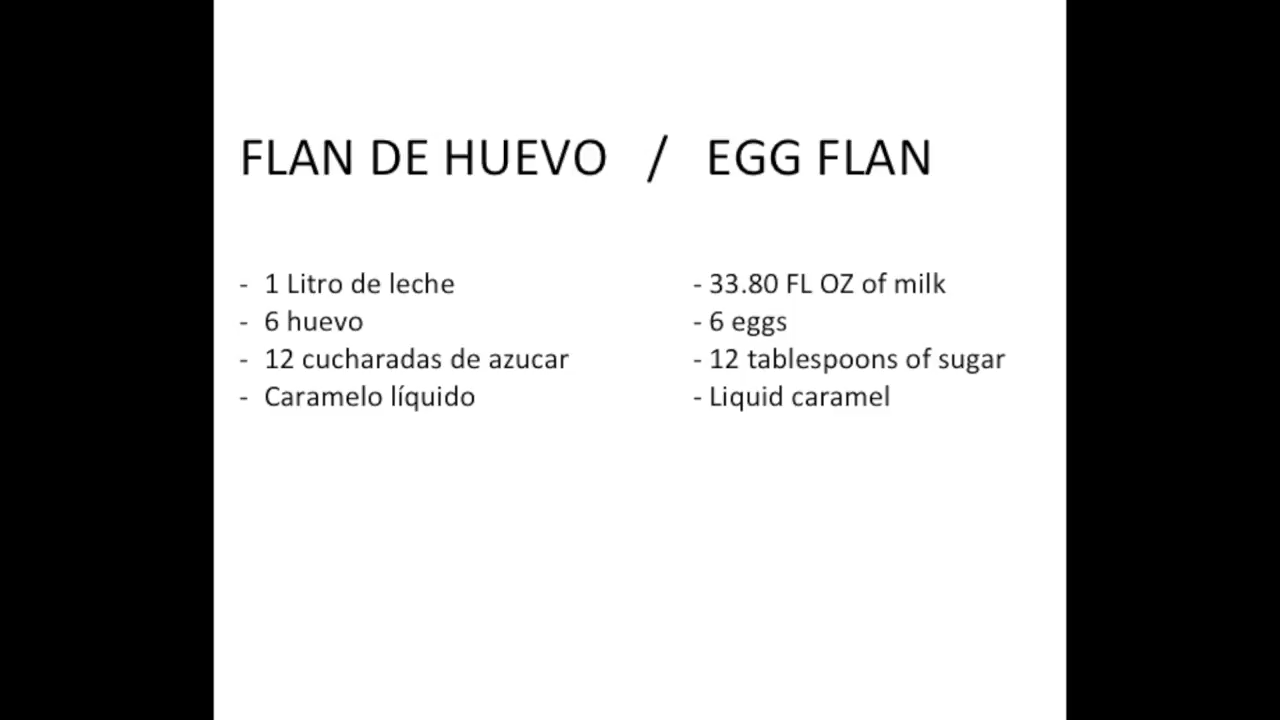 FLAN DE HUEVO / EGG FLAN
- 1 Litro de leche
- 6 huevo
- 12 cucharadas de azucar
- Caramelo líquido
- 33.80 FL OZ of milk
- 6 eggs
- 12 tablespoons of sugar
- Liquid caramel